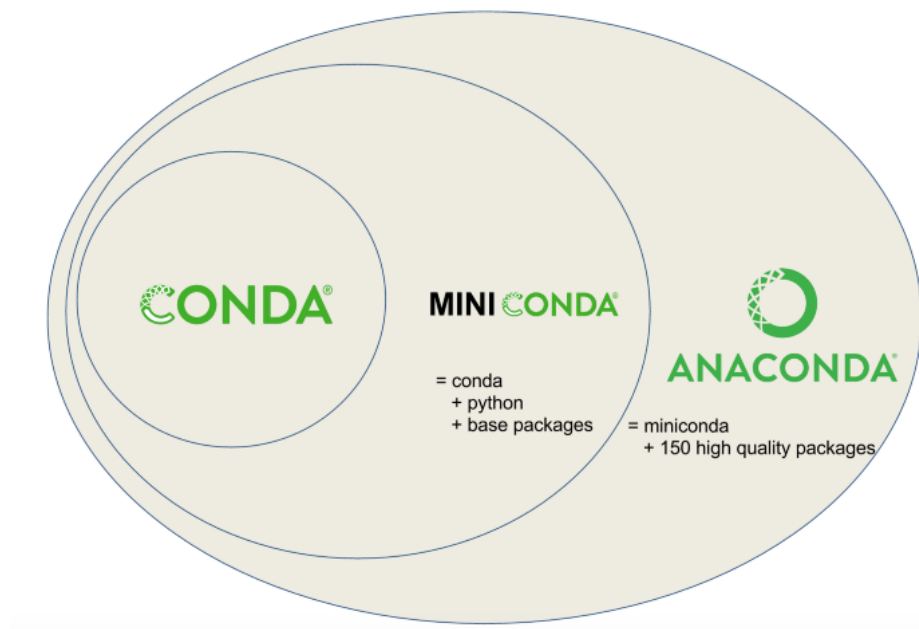 CONDA®
MINI CONDA®
= conda
+ python
+ base packages
ANACONDA®
= miniconda
+ 150 high quality packages